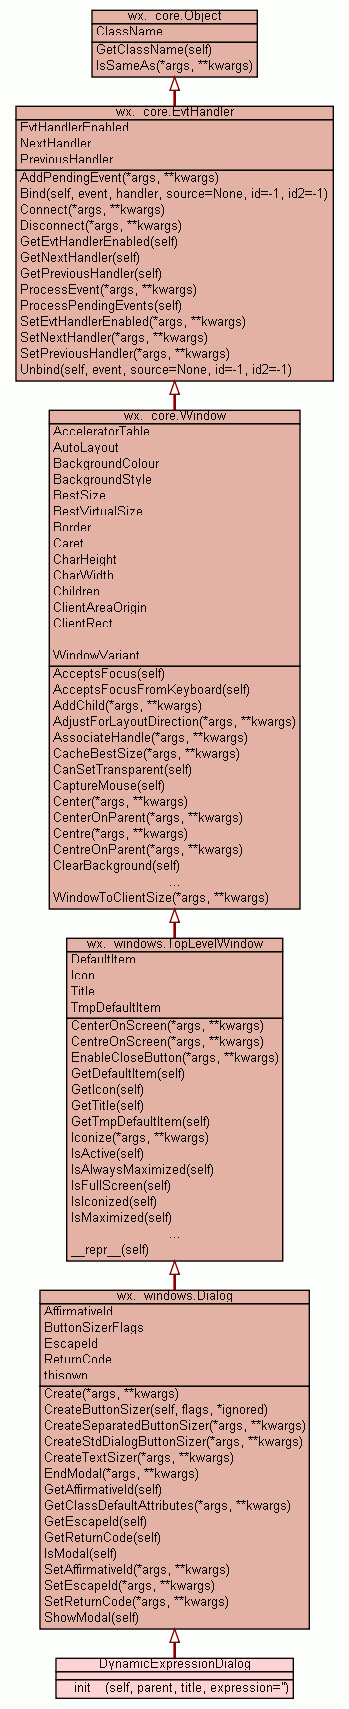 wx. core.Object
ClassName
GetClassName(self)
IsSameAs(*args, **kwargs)
wx. core.EvtHandler
EvtHandlerEnabled
NextHandler
PreviousHandler
AddPendingEvent(*args, **kwargs)
Bind(self, event, handler, source=None, id=-1, id2=-1)
Connect(*args, **kwargs)
Disconnect(*args, **kwargs)
GetEvtHandlerEnabled(self)
GetNextHandler(self)
GetPreviousHandler(self)
ProcessEvent(*args, **kwargs)
ProcessPendingEvents(self)
SetEvtHandlerEnabled(*args, **kwargs)
SetNextHandler(*args, **kwargs)
SetPreviousHandler(*args, **kwargs)
Unbind(self, event, source=None, id=-1, id2=-1)
wx. core.Window
AcceleratorTable
AutoLayout
BackgroundColour
BackgroundStyle
BestSize
BestVirtualSize
Border
Caret
CharHeight
CharWidth
Children
ClientAreaOrigin
ClientRect
WindowVariant
AcceptsFocus(self)
AcceptsFocusFromKeyboard(self)
AddChild(*args, **kwargs)
AdjustForLayoutDirection(*args, **kwargs)
AssociateHandle(*args, **kwargs)
CacheBestSize(*args, **kwargs)
CanSetTransparent(self)
CaptureMouse(self)
Center(*args, **kwargs)
CenterOnParent(*args, **kwargs)
Centre(*args, **kwargs)
CentreOnParent(*args, **kwargs)
ClearBackground(self)
...
WindowToClientSize(*args, **kwargs)
wx. windows.TopLevelWindow
DefaultItem
Icon
Title
TmpDefaultItem
CenterOnScreen(*args, **kwargs)
CentreOnScreen(*args, **kwargs)
EnableCloseButton(*args, **kwargs)
GetDefaultItem(self)
GetIcon(self)
GetTitle(self)
GetTmpDefaultItem(self)
Iconize(*args, **kwargs)
IsActive(self)
IsAlwaysMaximized(self)
IsFullScreen(self)
IsIconized(self)
IsMaximized(self)
...
__repr__(self)
wx. windows.Dialog
AffirmativeId
ButtonSizerFlags
EscapeId
ReturnCode
thisown
Create(*args, **kwargs)
CreateButtonSizer(self, flags, *ignored)
CreateSeparatedButtonSizer(*args, **kwargs)
CreateStdDialogButtonSizer(*args, **kwargs)
CreateTextSizer(*args, **kwargs)
EndModal(*args, **kwargs)
GetAffirmativeId(self)
GetClassDefaultAttributes(*args, **kwargs)
GetEscapeId(self)
GetReturnCode(self)
IsModal(self)
SetAffirmativeId(*args, **kwargs)
SetEscapeId(*args, **kwargs)
SetReturnCode(*args, **kwargs)
ShowModal(self)
DynamicExpressionDialog
init (self, parent, title, expression='')